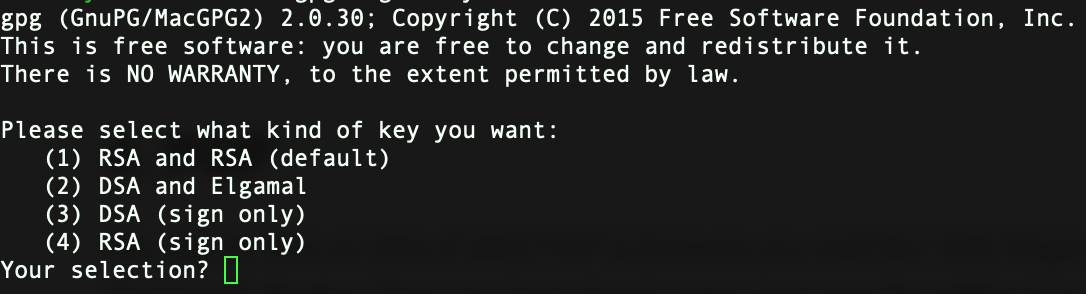 gpg (GnuPG/MacGPG2) 2.0.30; Copyright (C) 2015 Free Software Foundation, Inc.
This is free software: you are free to change and redistribute it.
There is NO WARRANTY, to the extent permitted by law.
Please select what kind of key you want:
(1) RSA and RSA (default)
(2) DSA and Elgamal
(3) DSA (sign only)
(4) RSA (sign only)
Your selection?